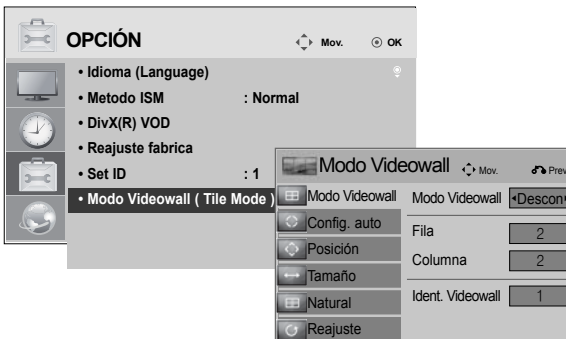 OPCIÓN Mov. OK
• Idioma (Language)
• Metodo ISM : Normal
• DivX(R) VOD
• Reajuste fabrica
• Set ID : 1
• Modo Videowall ( Tile Mode )
Modo Videowall Mov. Prev
Modo Videowall Modo Videowall Descon
Config. auto
Fila 2
Posición
Columna 2
Tamaño
Natural Ident. Videowall 1
Reajuste